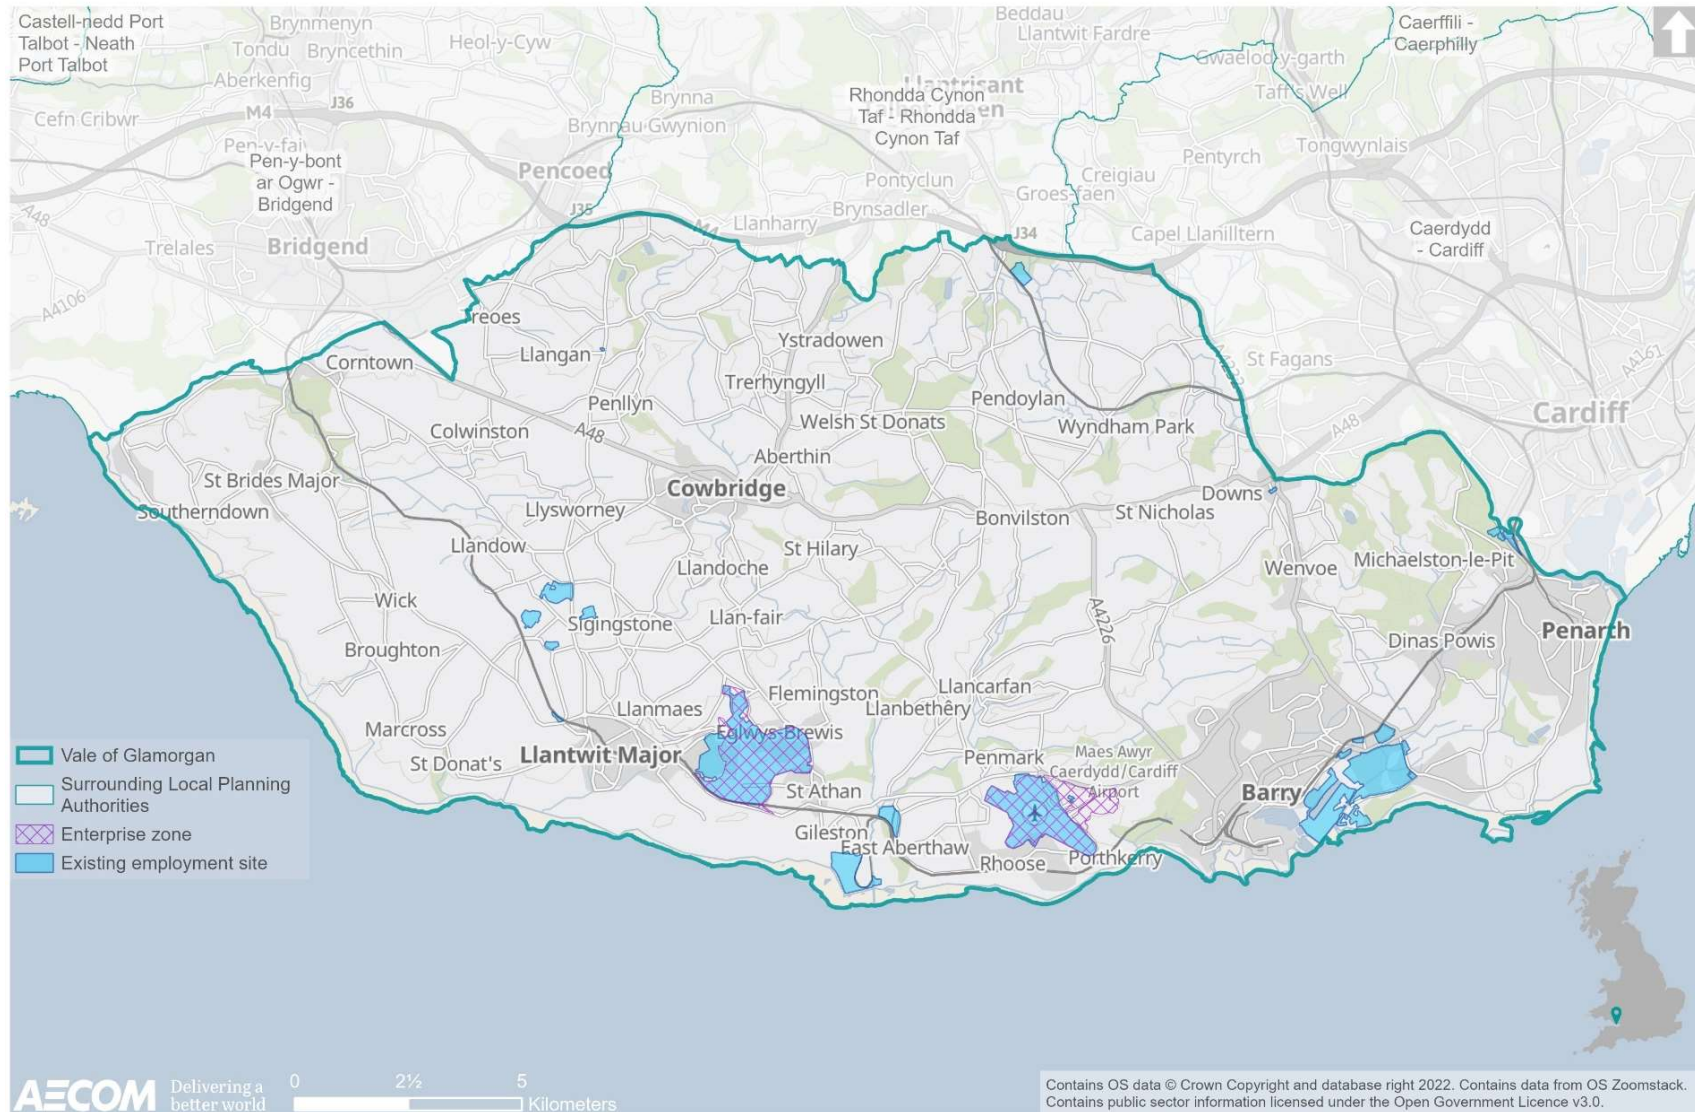 Castell-nedd Port
Talbot - Neath
Port Talbot
Brynmenyn
Tondu
Bryncethin
Heol-y-Cyw
Beddau
Llantwit Fardre
Caerffili -
Caerphilly
Gwaelod-y-garth
Taff's Well
Aberkenfig
J36
M4
Cefn Cribwr
Brynna
Rhondda Cynon
Taf - Rhondda
Cynon Taf
Brynnau Gwynion
Pen-y-fai
Pen-y-bont
ar Ogwr -
Bridgend
Pencoed
Tongwynlais
Pentyrch
Creigiau
Pontyclun
Groes-faen
A48
J35
Brynsadler
Llanharry
J34
Capel Llanilltern
Caerdydd
- Cardiff
Trelales
Bridgend
A4106
reoes
Llangan
Ystradowen
St Fagans
A4232
Corntown
Trerhyngyll
Penllyn
Pendoylan
Cardiff
Colwinston
A48
Welsh St Donats
Wyndham Park
A48
Aberthin
St Brides Major
Cowbridge
Downs
Southerndown
Llysworney
Bonvilston
St Nicholas
Llandow
St Hilary
Michaelston-le-Pit
Llandoche
Wenvoe
Wick
Llan-fair
A4226
Sigingstone
Penarth
Broughton
Dinas Powis
Flemingston
Llancarfan
Llanmaes
Llanbethêry
Marcross
Eglwys-Brewis
Llantwit Major
St Donat's
Penmark
Maes Awyr
Caerdydd/Cardiff
Airport
St Athan
Barry
Gileston
East Aberthaw
Rhoose
Porthkerry
Vale of Glamorgan
Surrounding Local Planning
Authorities
Enterprise zone
Existing employment site
AECOM
Delivering a
better world
0
2½
5
Kilometers
Contains OS data © Crown Copyright and database right 2022. Contains data from OS Zoomstack.
Contains public sector information licensed under the Open Government Licence v3.0.